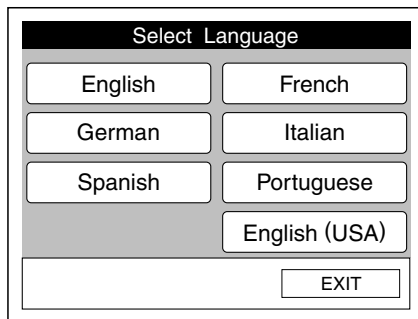 Select Language
English French
German Italian
Spanish Portuguese
English (USA)
EXIT